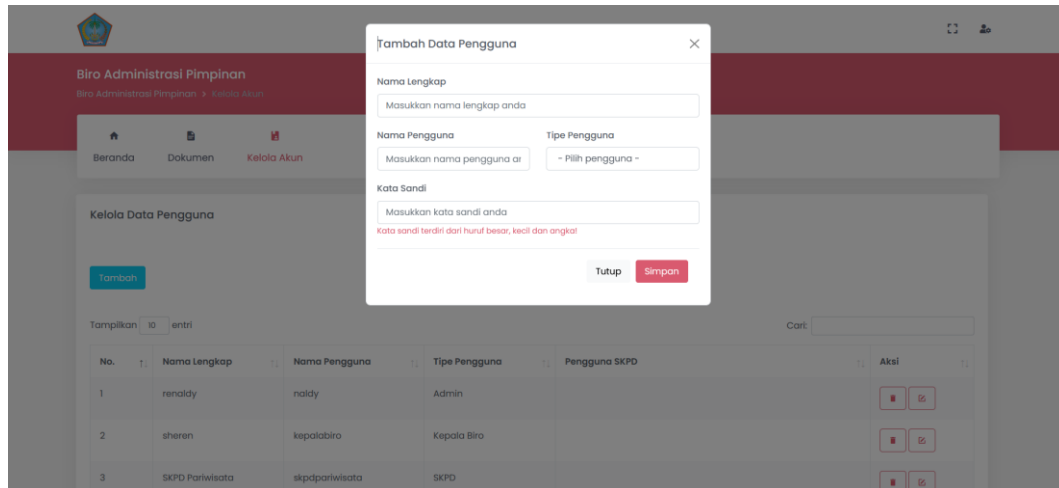 Tambah Data Pengguna
Biro Administrasi Pimpinan
Biro Administrasi Pimpinan > Kelola Akun
Beranda Dokumen Kelola Akun
Nama Lengkap
Masukkan nama lengkap anda
Nama Pengguna Tipe Pengguna
Masukkan nama pengguna ar - Pilih pengguna -
Kata Sandi
Masukkan kata sandi anda
Kata sandi terdiri dari huruf besar, kecil dan angka!
Tutup Simpan
Kelola Data Pengguna
Tambah
Tampilkan 10 entri Cari:
No. Nama Lengkap Nama Pengguna Tipe Pengguna Pengguna SKPD Aksi
1 renaldy naldy Admin
2 sheren kepalabiro Kepala Biro
3 SKPD Pariwisata skpdpariwisata SKPD